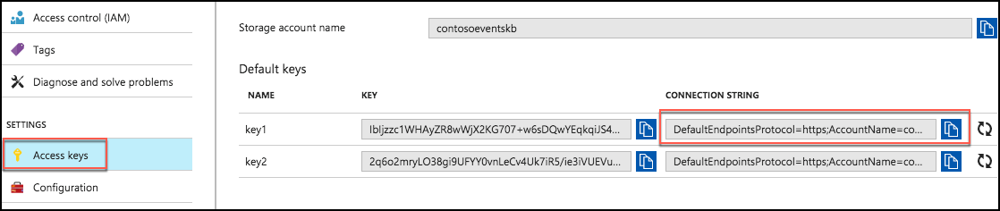 Access control (IAM)
Tags
Diagnose and solve problems
SETTINGS
Access keys
Configuration
Storage account name
contosoeventskb
Default keys
NAME KEY CONNECTION STRING
key1 IbIjzzc1WHAyZR8wWjX2KG707+w6sDQwYEqkqiJS4... DefaultEndpointsProtocol=https;AccountName=co...
key2 2q6o2mryLO38gi9UFYY0vnLeCv4Uk7iR5/ie3iVUEVu... DefaultEndpointsProtocol=https;AccountName=co...